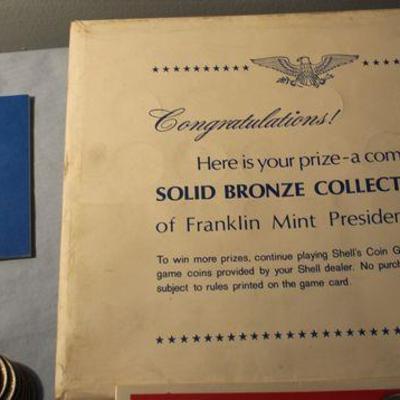 Congratulations!
Here is your prize-a com
SOLID BRONZE COLLECT
of Franklin Mint Presiden
To win more prizes, continue playing Shell's Coin G
game coins provided by your Shell dealer. No purch
subject to rules printed on the game card.